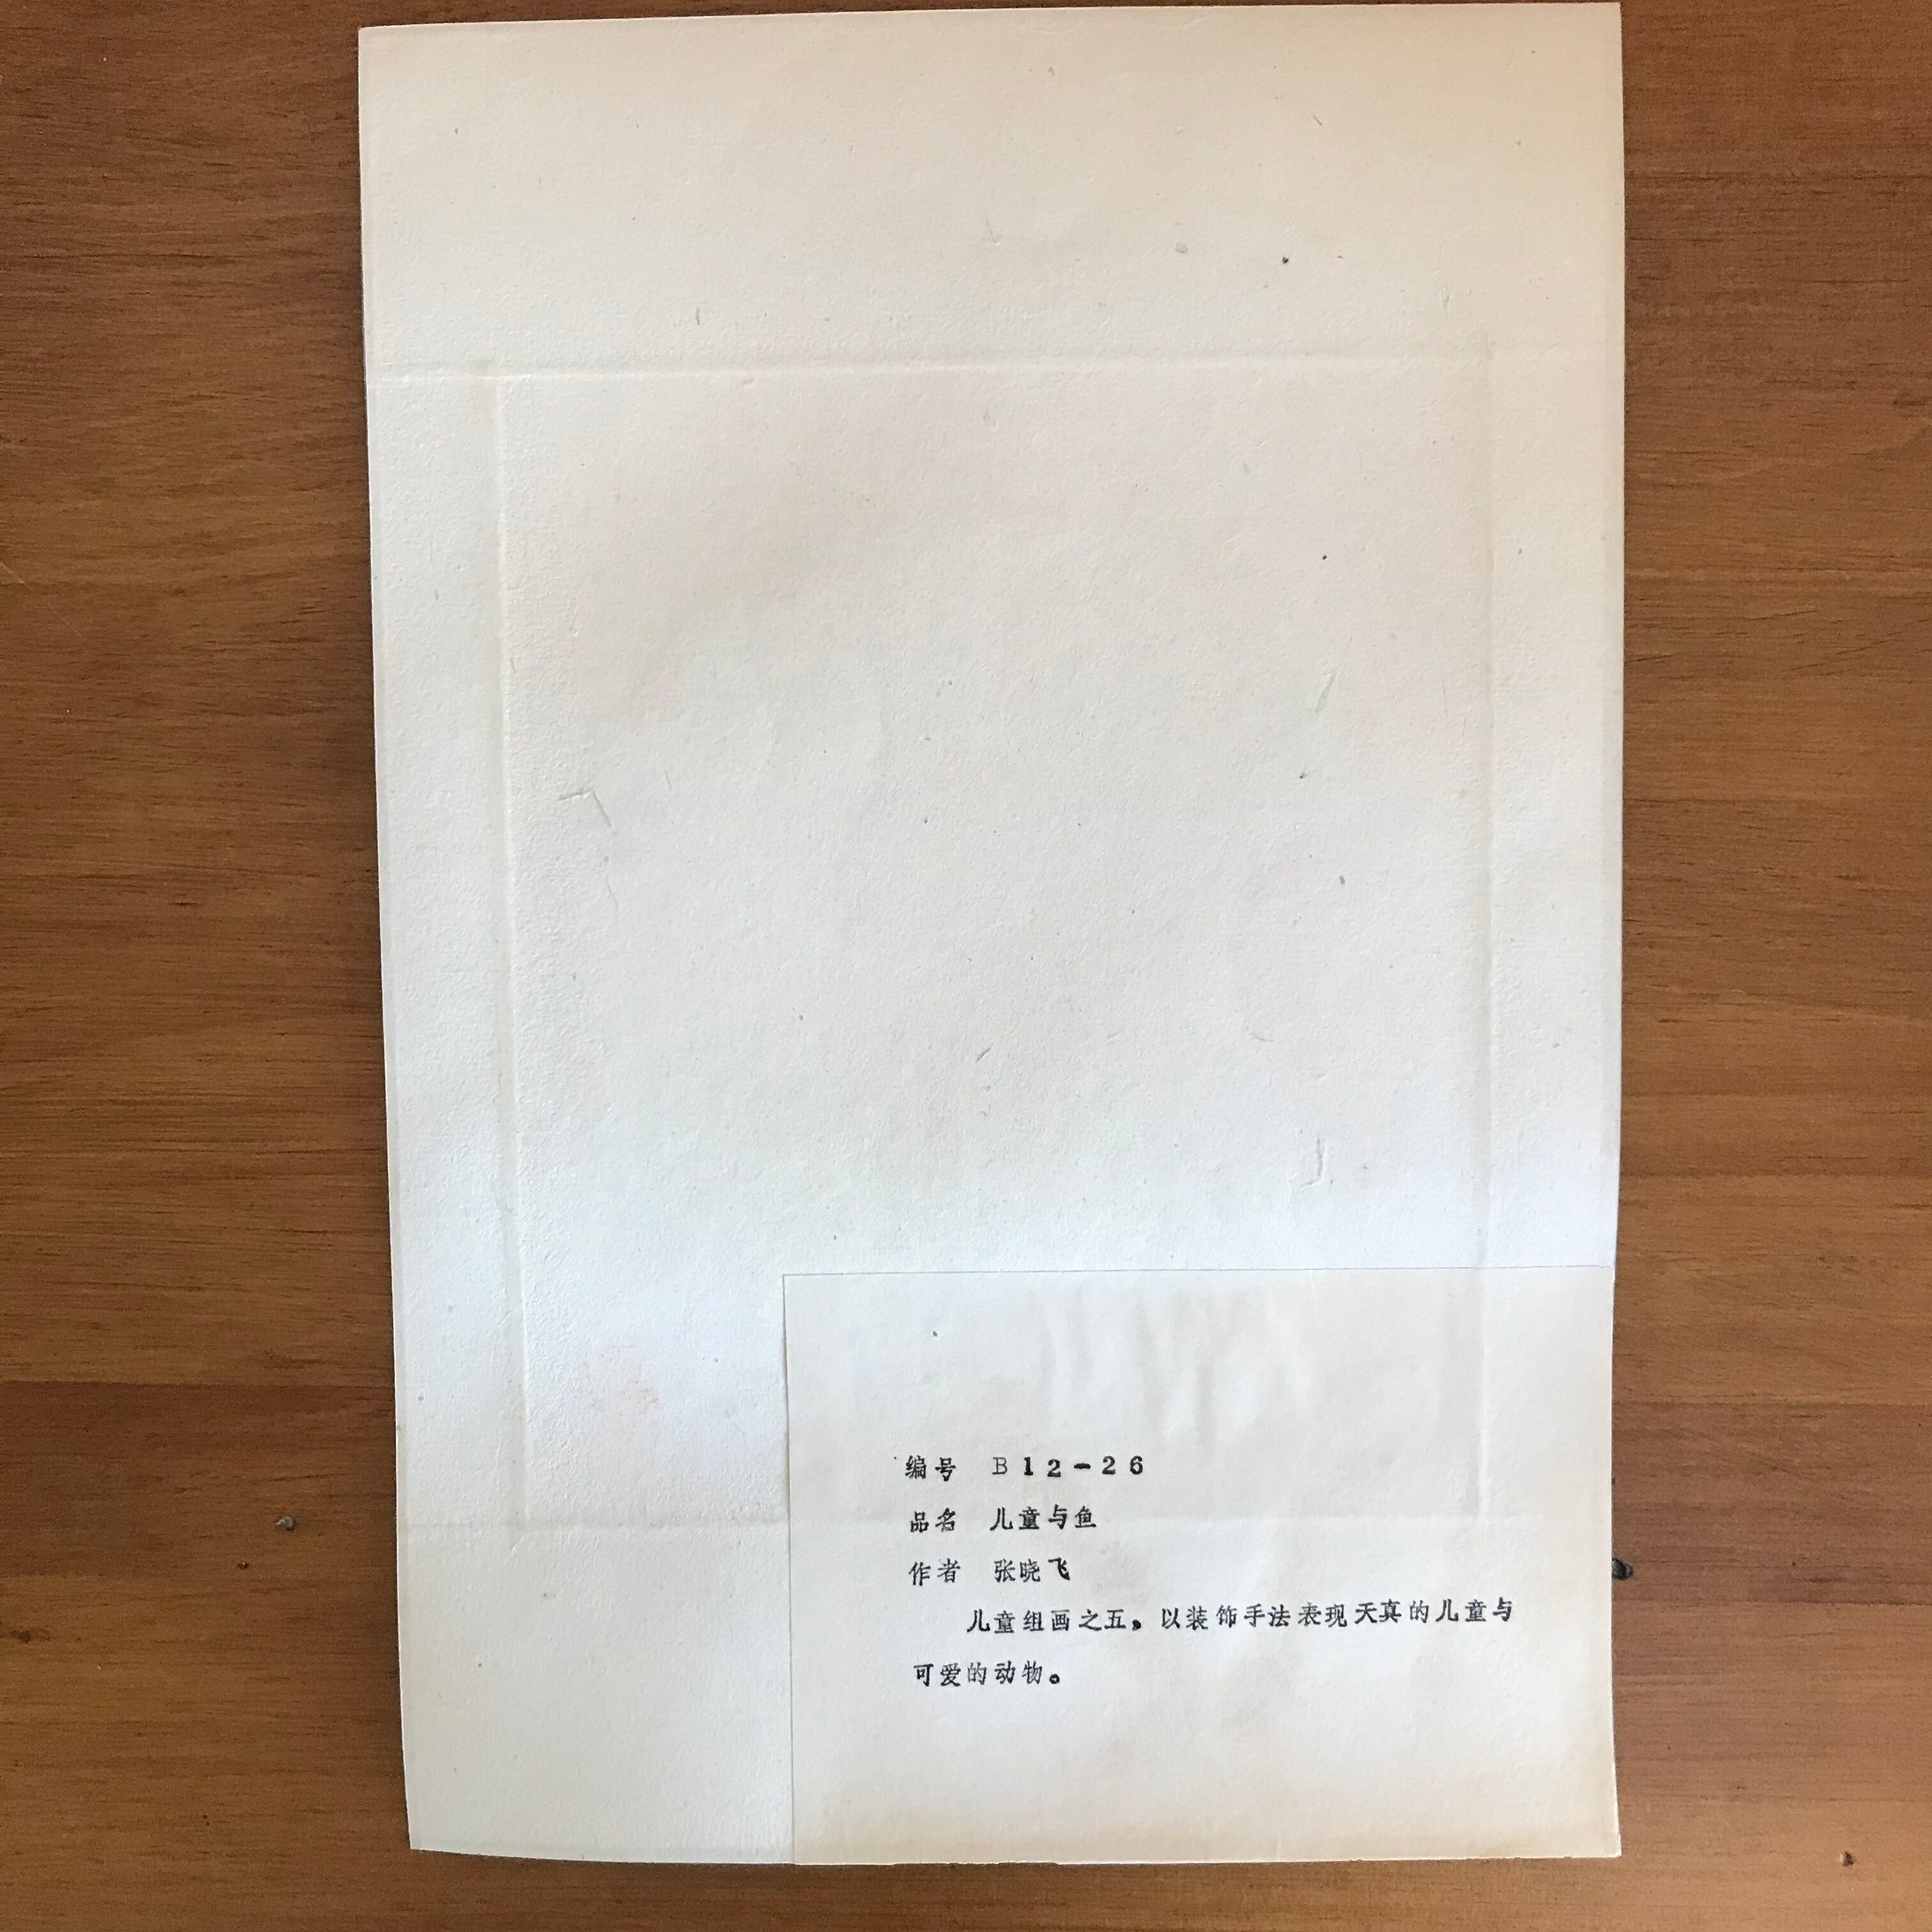 编号 B12-26
品名 儿童与鱼
作者 张晓飞
儿童组画之五，以装饰手法表现天真的儿童与
可爱的动物。